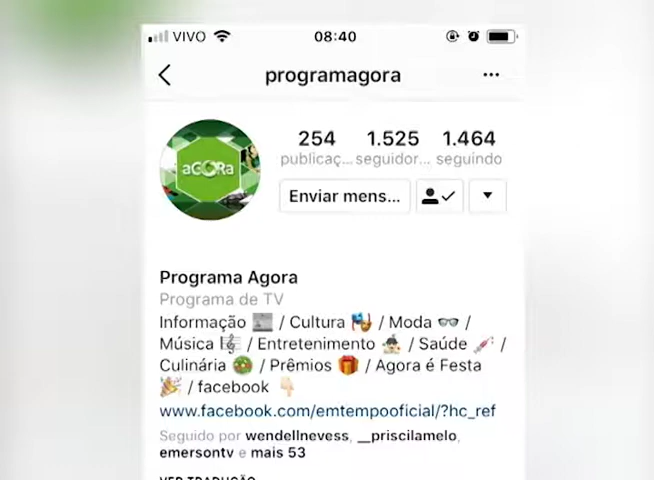 VIVO 08:40
programagora
254 1.525 1.464
publicaç... seguidor... seguindo
aGORa
Enviar mens...
Programa Agora
Programa de TV
Informação 📰 / Cultura 🎭 / Moda 👓 /
Música 🎼 / Entretenimento 🕵️ / Saúde 💉 /
Culinária 🥗 / Prêmios 🎁 / Agora é Festa
🎉 / facebook 👇🏻
www.facebook.com/emtempooficial/?hc_ref
Seguido por wendellnevess, __priscilamelo,
emersontv e mais 53
VER TRADUÇÃO